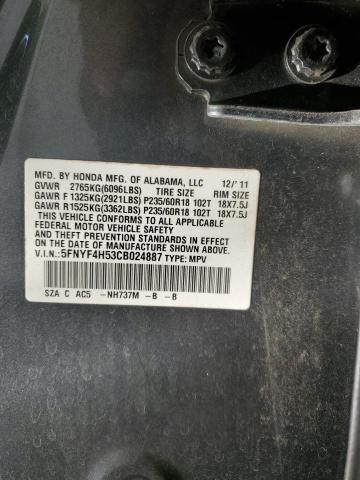 MFD. BY HONDA MFG. OF ALABAMA, LLC 12/'11
GVWR 2765KG(6096LBS) TIRE SIZE RIM SIZE
GAWR F 1325KG(2921LBS) P235/60R18 102T 18X7.5J
GAWR R 1525KG(3362LBS) P235/60R18 102T 18X7.5J
THIS VEHICLE CONFORMS TO ALL APPLICABLE
FEDERAL MOTOR VEHICLE SAFETY STANDARDS
IN EFFECT ON THE DATE OF MANUFACTURE SHOWN ABOVE.
V.I.N.: 5FNYF4H53CB024887 TYPE: MPV
SZA C AC5 -NH737M -B -B